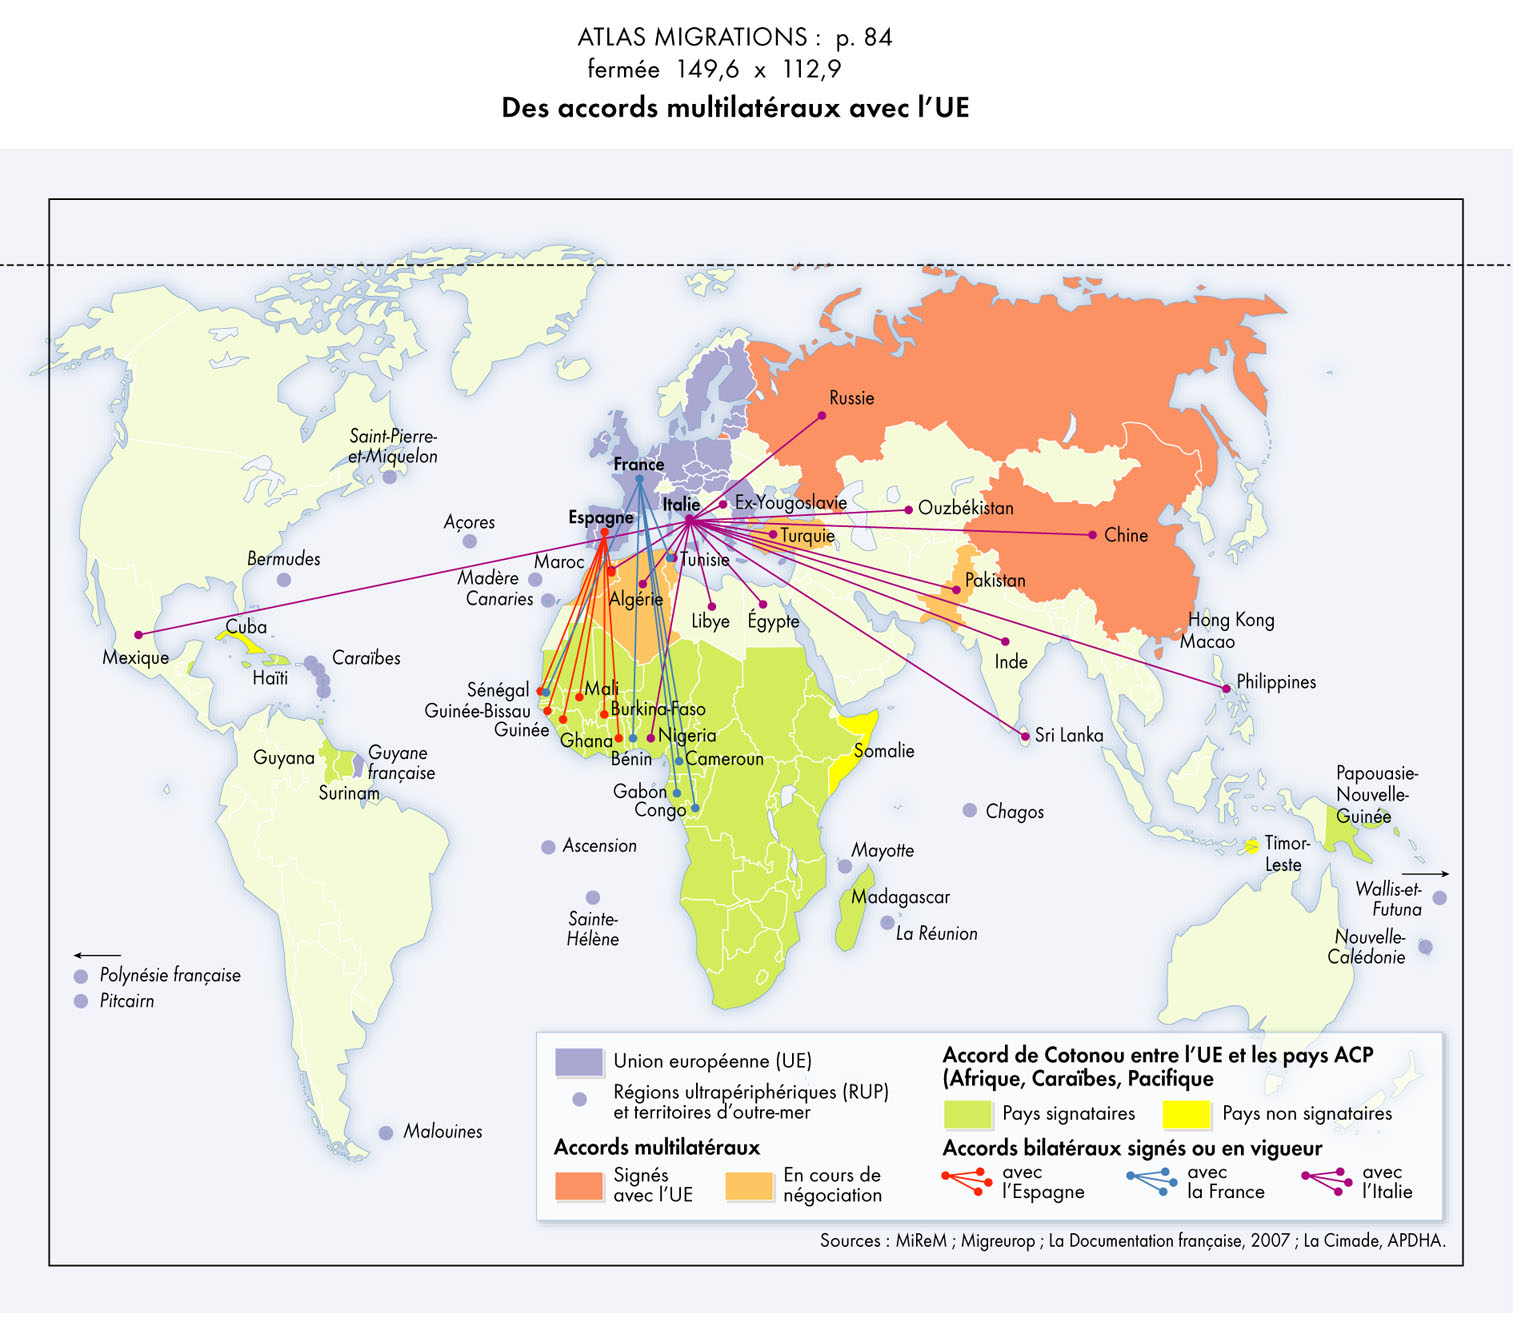 ATLAS MIGRATIONS : p. 84
fermée 149,6 x 112,9
Des accords multilatéraux avec l’UE
Russie
Saint-Pierre-
et-Miquelon
France
Italie
Ex-Yougoslavie
Ouzbékistan
Espagne
Açores
Turquie
Chine
Bermudes
Maroc
Tunisie
Madère
Canaries
Algérie
Pakistan
Libye
Égypte
Hong Kong
Macao
Cuba
Mexique
Caraïbes
Haïti
Inde
Philippines
Sénégal
Mali
Guinée-Bissau
Burkina-Faso
Guinée
Ghana
Nigeria
Sri Lanka
Bénin
Cameroun
Somalie
Guyana
Guyane
française
Surinam
Gabon
Congo
Chagos
Papouasie-
Nouvelle-
Guinée
Ascension
Mayotte
Timor-
Leste
Madagascar
Wallis-et-
Futuna
Sainte-
Hélène
La Réunion
Nouvelle-
Calédonie
Polynésie française
Pitcairn
Malouines
Union européenne (UE)
Régions ultrapériphériques (RUP)
et territoires d’outre-mer
Accords multilatéraux
Signés
avec l’UE
En cours de
négociation
Accord de Cotonou entre l’UE et les pays ACP
(Afrique, Caraïbes, Pacifique
Pays signataires
Pays non signataires
Accords bilatéraux signés ou en vigueur
avec
l’Espagne
avec
la France
avec
l’Italie
Sources : MiReM ; Migreurop ; La Documentation française, 2007 ; La Cimade, APDHA.